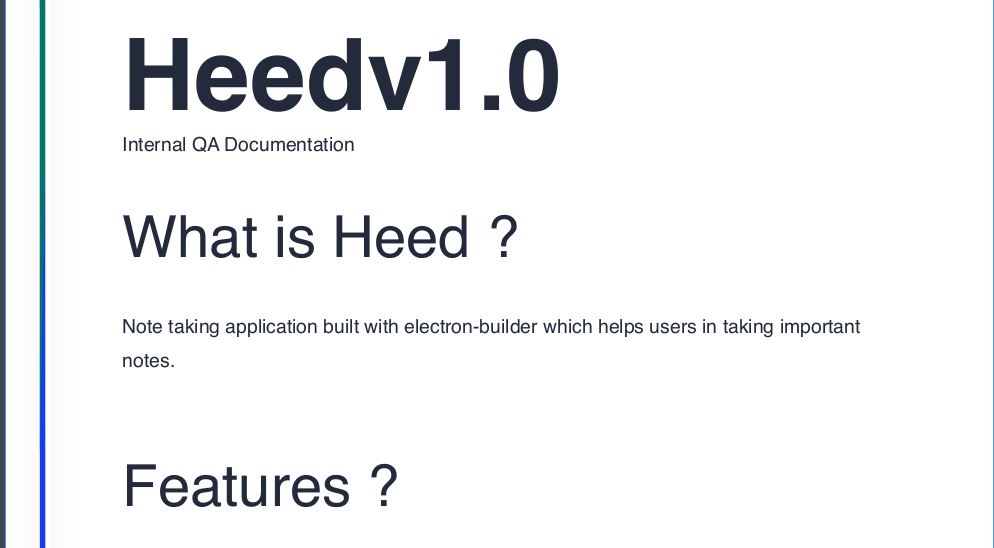 Heedv1.0
Internal QA Documentation
What is Heed ?
Note taking application built with electron-builder which helps users in taking important
notes.
Features ?